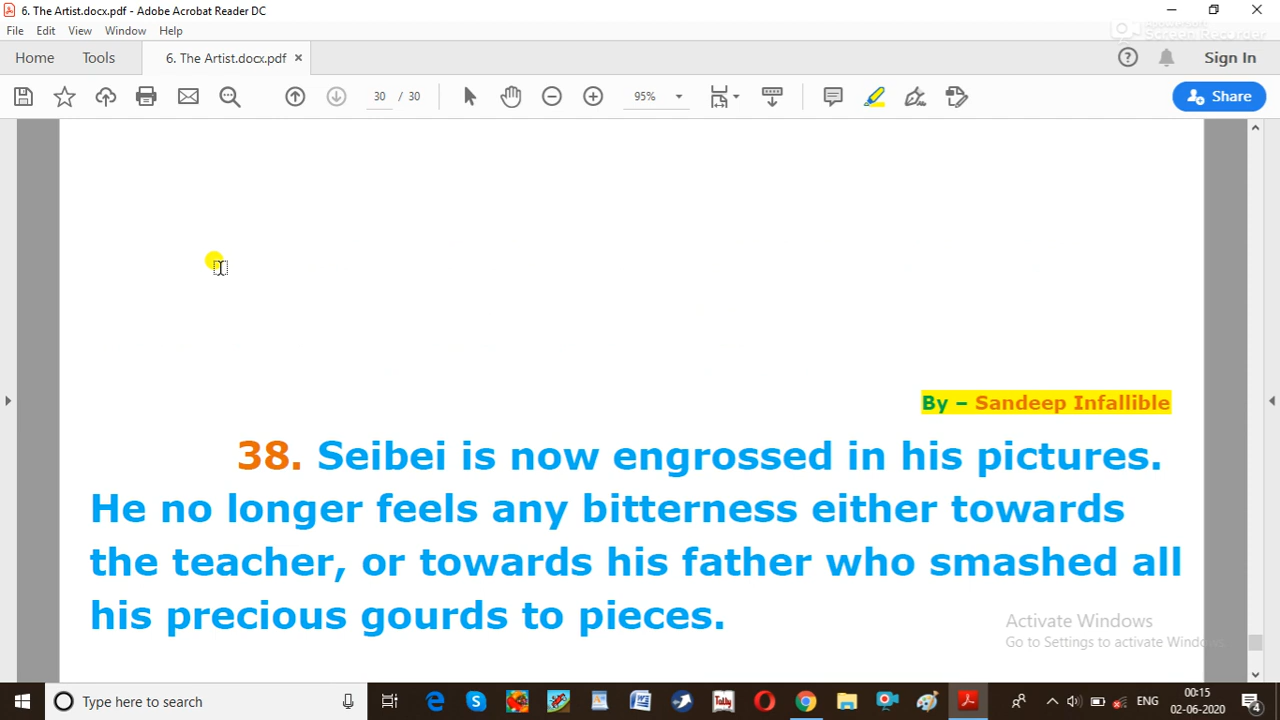 6. The Artist.docx.pdf - Adobe Acrobat Reader DC
File Edit View Window Help
Screen Recorder
Home Tools 6. The Artist.docx.pdf × Sign In
30 / 30 95% Share
By – Sandeep Infallible
38. Seibei is now engrossed in his pictures.
He no longer feels any bitterness either towards
the teacher, or towards his father who smashed all
his precious gourds to pieces.
Activate Windows
Go to Settings to activate Windows.
Type here to search ENG 00:15
02-06-2020 4